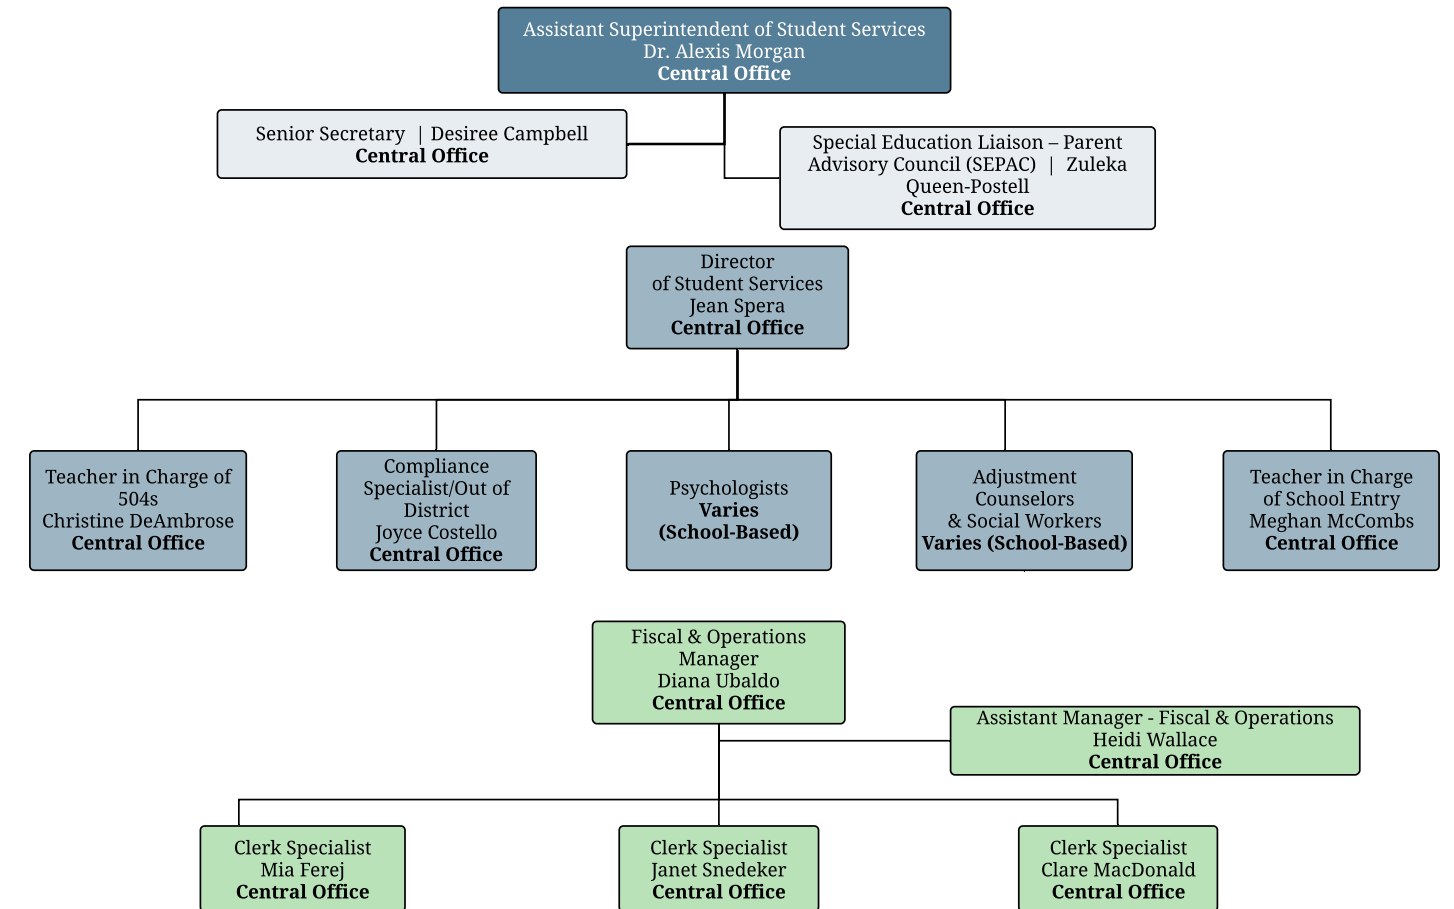 Assistant Superintendent of Student Services
Dr. Alexis Morgan
Central Office
Senior Secretary | Desiree Campbell
Central Office
Special Education Liaison – Parent
Advisory Council (SEPAC) | Zuleka
Queen-Postell
Central Office
Director
of Student Services
Jean Spera
Central Office
Teacher in Charge of
504s
Christine DeAmbrose
Central Office
Compliance
Specialist/Out of
District
Joyce Costello
Central Office
Psychologists
Varies
(School-Based)
Adjustment
Counselors
& Social Workers
Varies (School-Based)
Teacher in Charge
of School Entry
Meghan McCombs
Central Office
Fiscal & Operations
Manager
Diana Ubaldo
Central Office
Assistant Manager - Fiscal & Operations
Heidi Wallace
Central Office
Clerk Specialist
Mia Ferej
Central Office
Clerk Specialist
Janet Snedeker
Central Office
Clerk Specialist
Clare MacDonald
Central Office